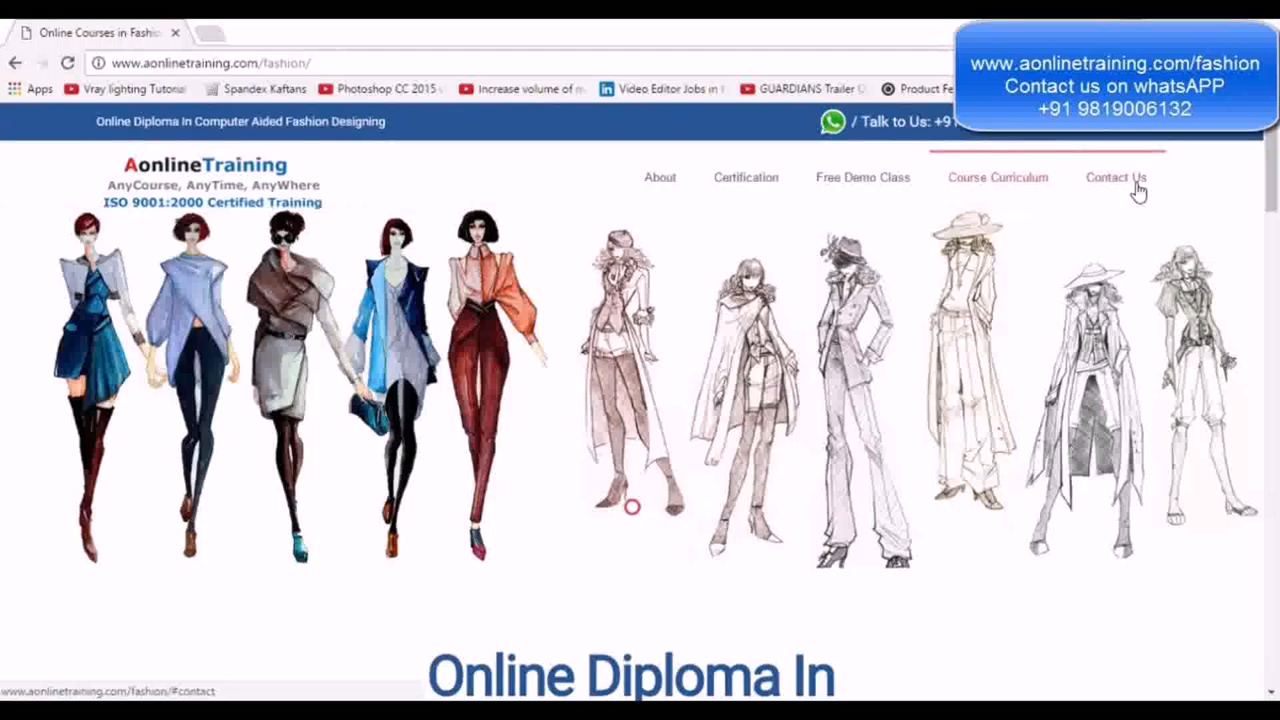 Online Courses in Fashi
www.aonlinetraining.com/fashion/
Apps
Vray lighting Tutorial
Spandex Kaftans
Photoshop CC 2015
Increase volume of
Video Editor Jobs in
GUARDIANS Trailer
Product Fe
www.aonlinetraining.com/fashion
Contact us on whatsAPP
+91 9819006132
Online Diploma In Computer Aided Fashion Designing
/ Talk to Us: +91
AonlineTraining
AnyCourse, AnyTime, AnyWhere
ISO 9001:2000 Certified Training
About
Certification
Free Demo Class
Course Curriculum
Contact Us
Online Diploma In
www.aonlinetraining.com/fashion/#contact